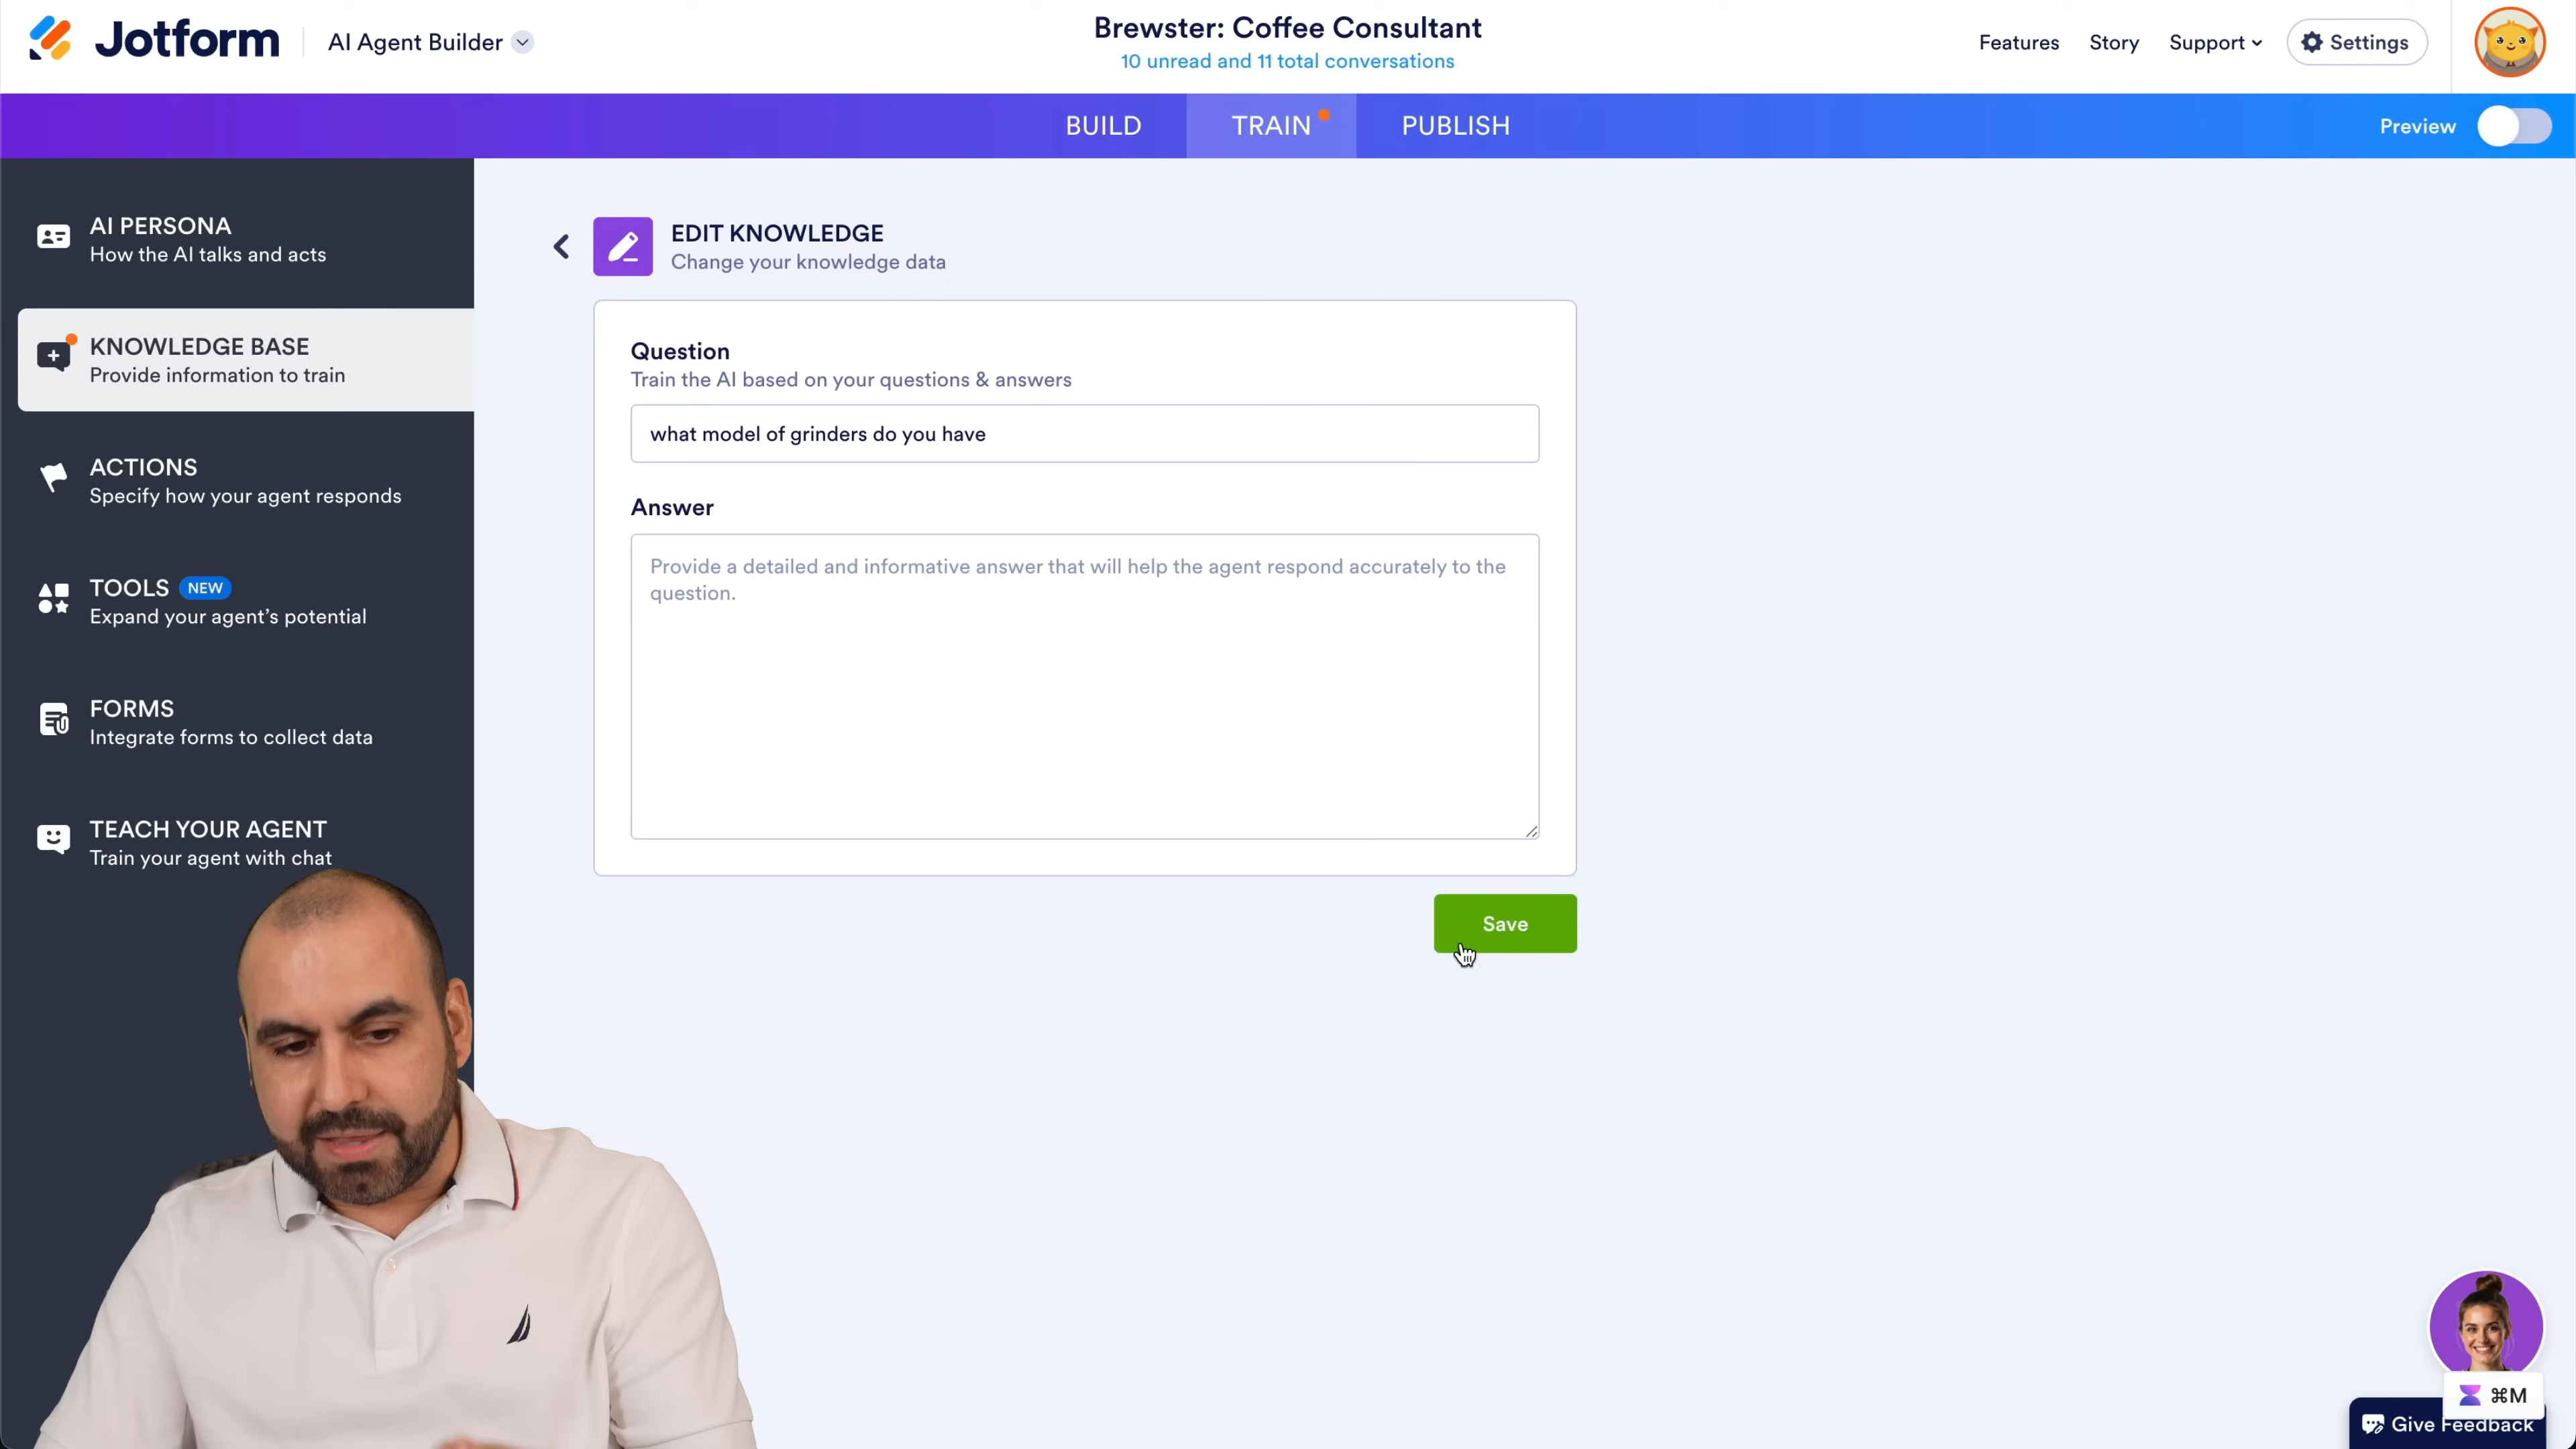 Jotform
AI Agent Builder
Brewster: Coffee Consultant
10 unread and 11 total conversations
Features
Story
Support
Settings
BUILD
TRAIN
PUBLISH
Preview
AI PERSONA
How the AI talks and acts
KNOWLEDGE BASE
Provide information to train
ACTIONS
Specify how your agent responds
TOOLS NEW
Expand your agent's potential
FORMS
Integrate forms to collect data
TEACH YOUR AGENT
Train your agent with chat
EDIT KNOWLEDGE
Change your knowledge data
Question
Train the AI based on your questions & answers
what model of grinders do you have
Answer
Provide a detailed and informative answer that will help the agent respond accurately to the
question.
Save
⌘M
Give Feedback